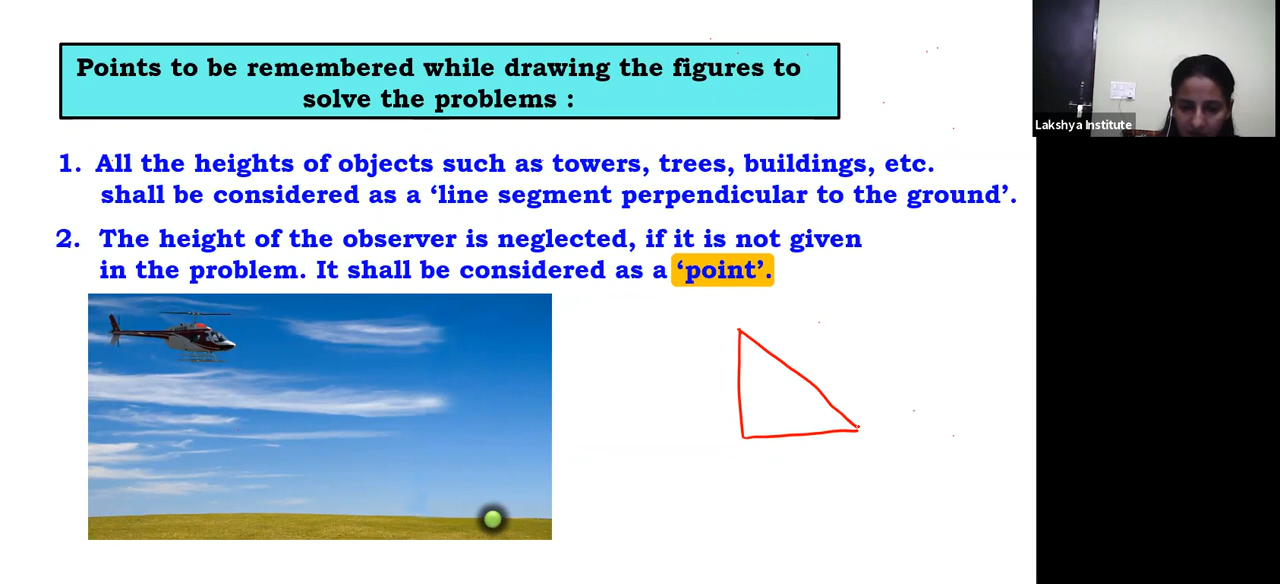 Points to be remembered while drawing the figures to
solve the problems :
Lakshya Institute
1. All the heights of objects such as towers, trees, buildings, etc.
shall be considered as a ‘line segment perpendicular to the ground’.
2. The height of the observer is neglected, if it is not given
in the problem. It shall be considered as a ‘point’.